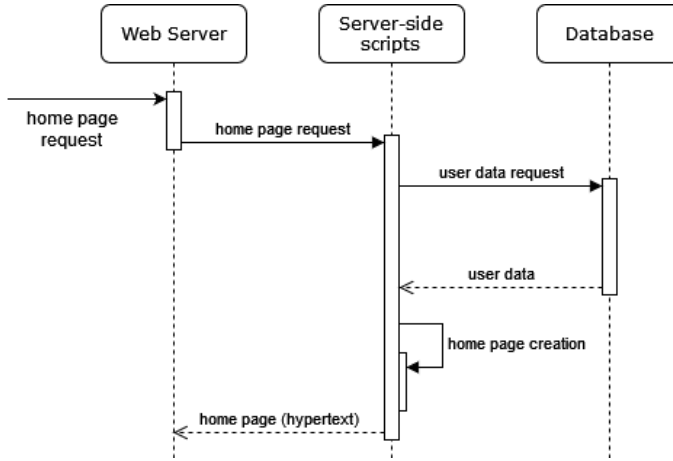 Web Server
Server-side
scripts
Database
home page
request
home page request
user data request
user data
home page creation
home page (hypertext)